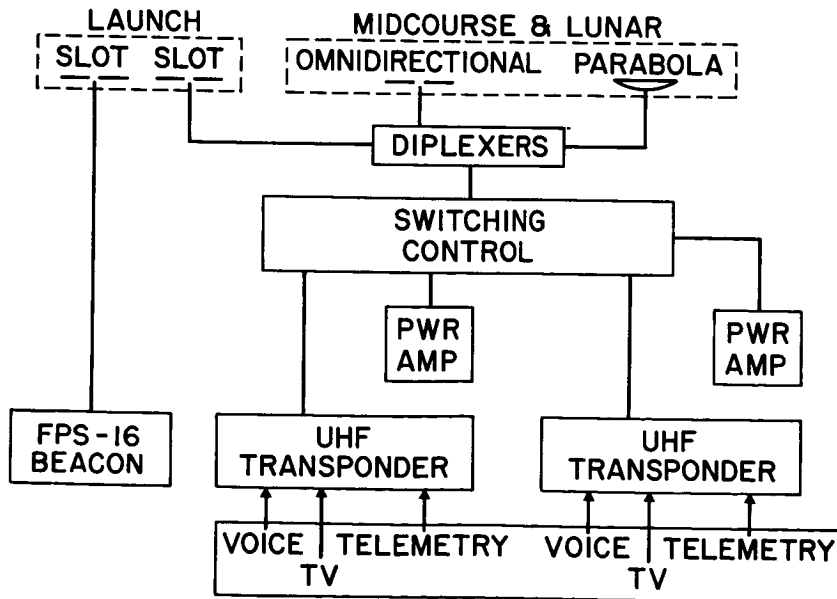 LAUNCH
MIDCOURSE & LUNAR
SLOT SLOT
OMNIDIRECTIONAL PARABOLA
DIPLEXERS
SWITCHING
CONTROL
PWR
AMP
PWR
AMP
FPS-16
BEACON
UHF
TRANSPONDER
UHF
TRANSPONDER
VOICE TELEMETRY
TV
VOICE TELEMETRY
TV